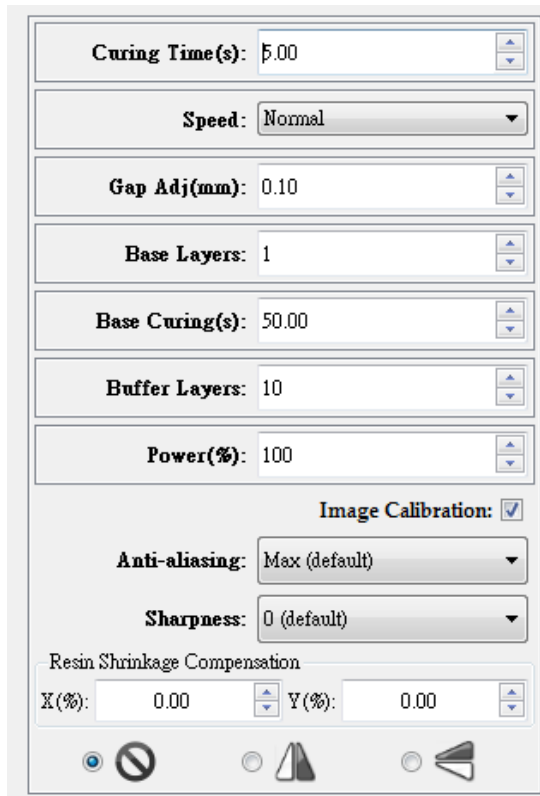 Curing Time(s): 5.00
Speed: Normal
Gap Adj(mm): 0.10
Base Layers: 1
Base Curing(s): 50.00
Buffer Layers: 10
Power(%): 100
Image Calibration:
Anti-aliasing: Max (default)
Sharpness: 0 (default)
Resin Shrinkage Compensation
X(%): 0.00 Y(%): 0.00